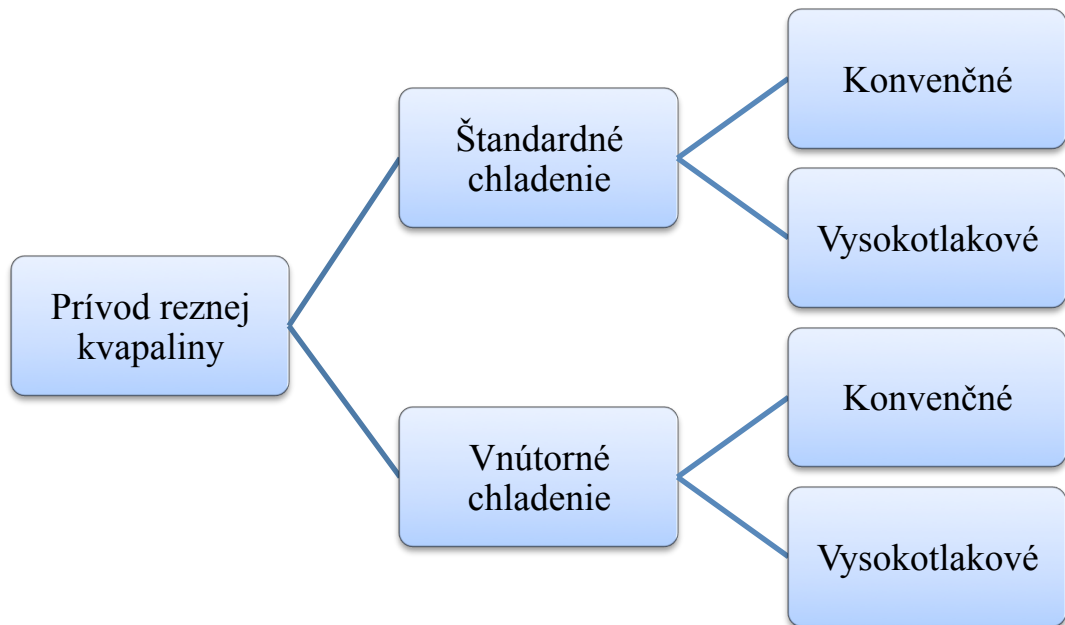 Prívod reznej
kvapaliny
Štandardné
chladenie
Konvenčné
Vysokotlakové
Vnútorné
chladenie
Konvenčné
Vysokotlakové